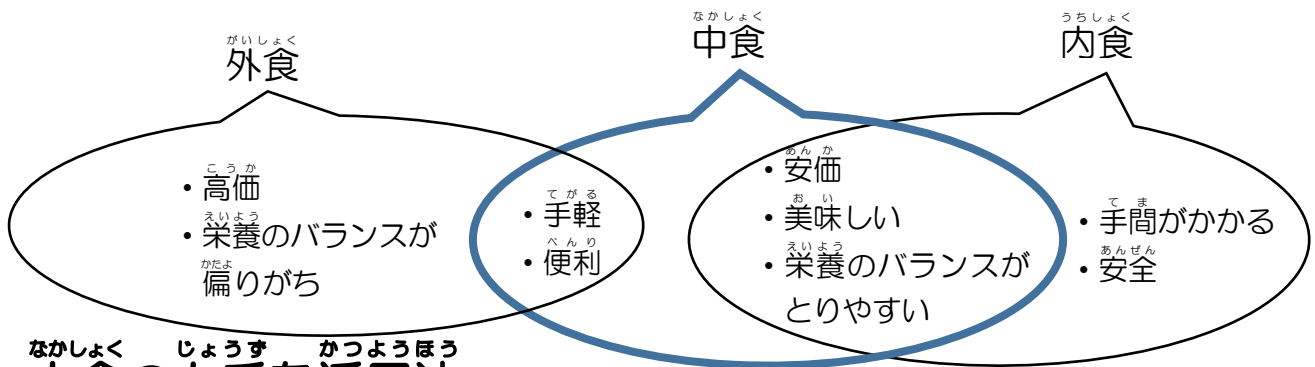 がいしょく
外食
なかしょく
中食
うちしょく
内食
こうか
・高価
えいよう
・栄養のバランスが
かたよ
偏りがち
てがる
・手軽
べんり
・便利
あんか
・安価
おい
・美味しい
えいよう
・栄養のバランスが
とりやすい
てま
・手間がかかる
あんぜん
・安全
なかしょく じょうず かつようほう